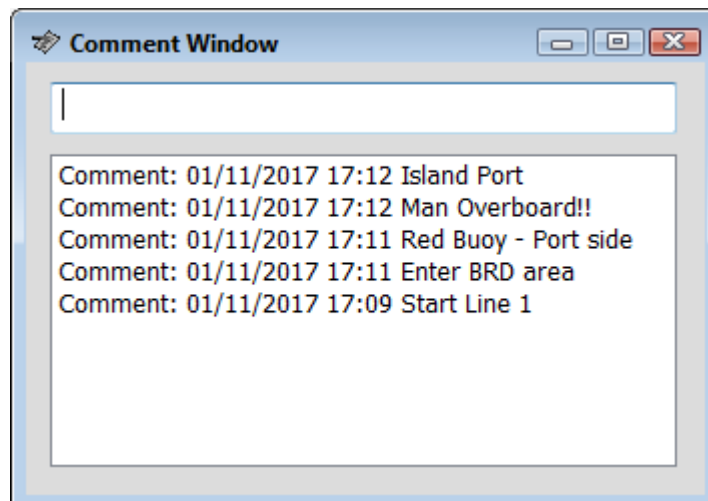 Comment Window
Comment: 01/11/2017 17:12 Island Port
Comment: 01/11/2017 17:12 Man Overboard!!
Comment: 01/11/2017 17:11 Red Buoy - Port side
Comment: 01/11/2017 17:11 Enter BRD area
Comment: 01/11/2017 17:09 Start Line 1